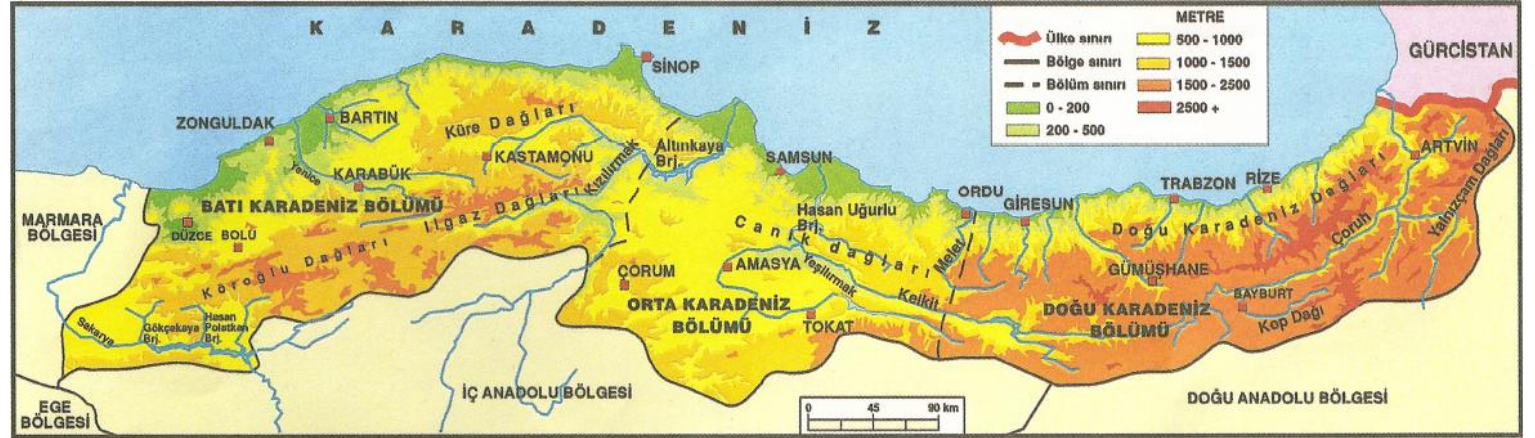 K A R A D E N İ Z
METRE
Ülke sınırı
Bölge sınırı
Bölüm sınırı
0 - 200
200 - 500
500 - 1000
1000 - 1500
1500 - 2500
2500 +
GÜRCİSTAN
SİNOP
ZONGULDAK
BARTIN
Küre Dağları
KASTAMONU
Altınkaya
Brj.
Kızılırmak
SAMSUN
Yenice
KARABÜK
BATI KARADENİZ BÖLÜMÜ
Ilgaz Dağları
DÜZCE
BOLU
Köroğlu Dağları
MARMARA
BÖLGESİ
Sakarya
Gökçekaya
Brj.
Hasan
Polatkan
Brj.
EGE
BÖLGESİ
İÇ ANADOLU BÖLGESİ
Hasan Uğurlu
Brj.
Canik dağları
ÇORUM
AMASYA
Yeşilırmak
ORTA KARADENİZ
BÖLÜMÜ
TOKAT
Kelkit
Melet
ORDU
GİRESUN
TRABZON
RİZE
ARTVİN
Doğu Karadeniz Dağları
Çoruh
Yalnızçam Dağları
GÜMÜŞHANE
BAYBURT
DOĞU KARADENİZ
BÖLÜMÜ
Kop Dağı
DOĞU ANADOLU BÖLGESİ
0 45 90 km